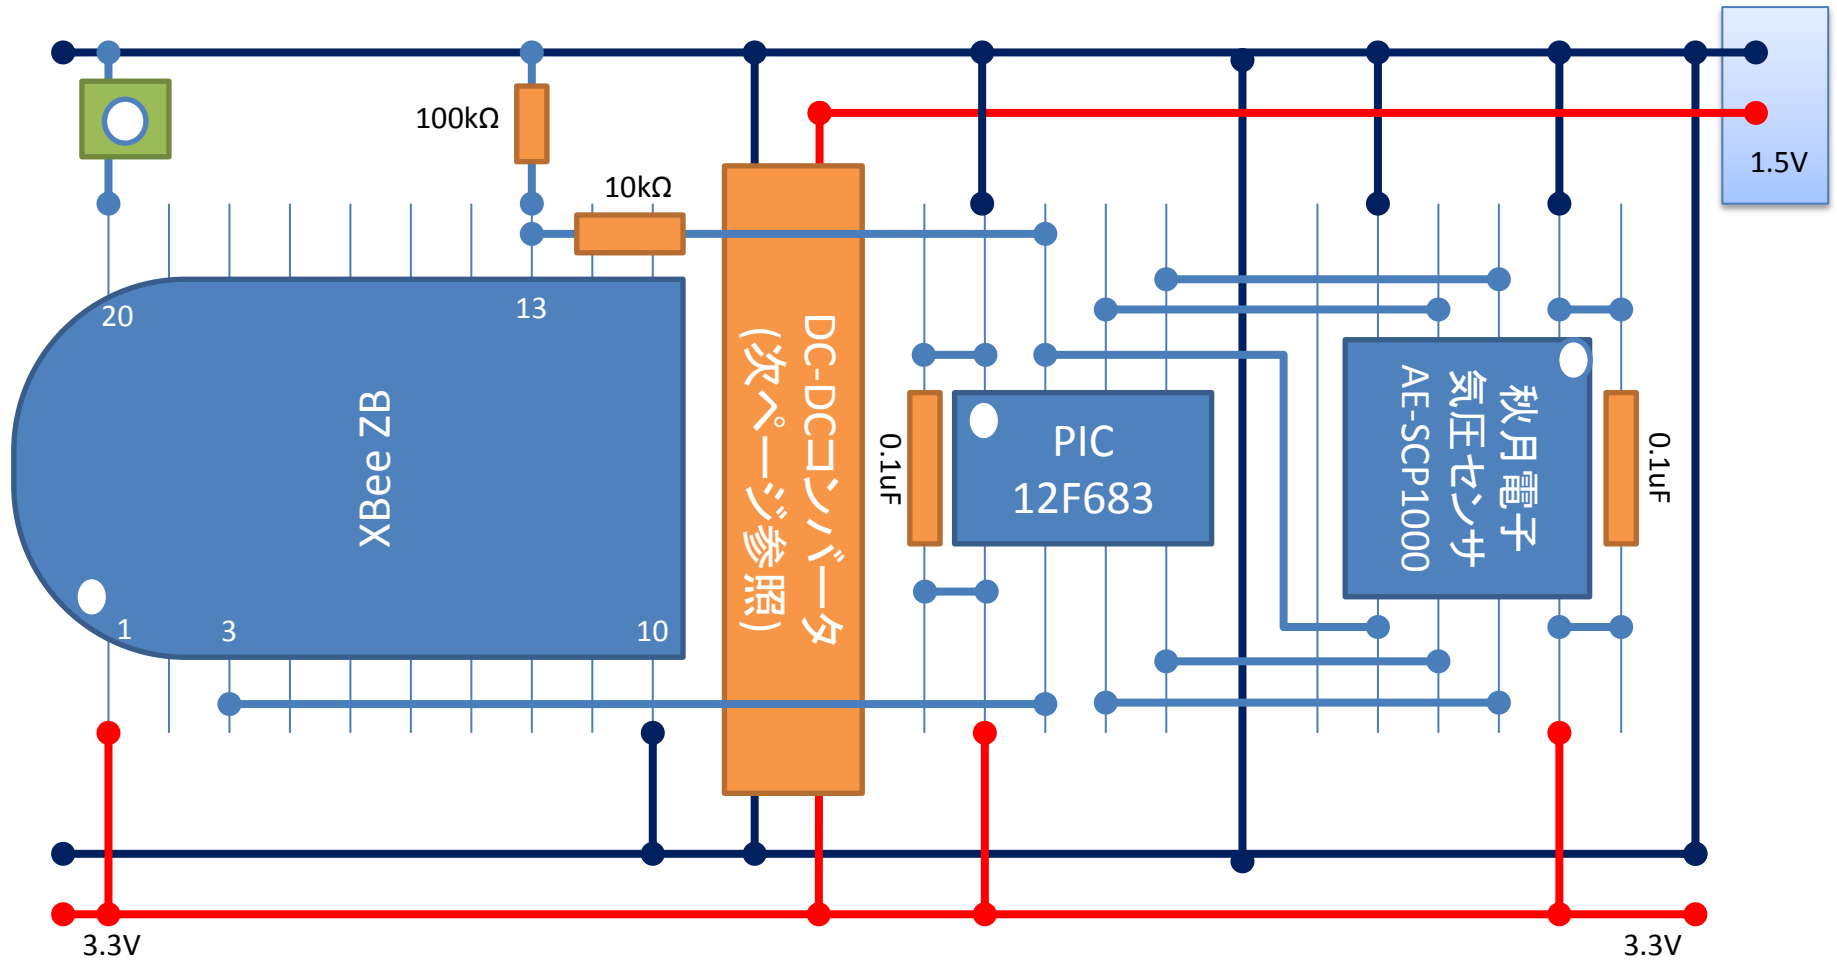 100kΩ
10kΩ
1.5V
20
13
XBee ZB
1
3
10
DC-DCコンバータ
(次ページ参照)
0.1uF
PIC
12F683
秋月電子
気圧センサ
AE-SCP1000
0.1uF
3.3V
3.3V